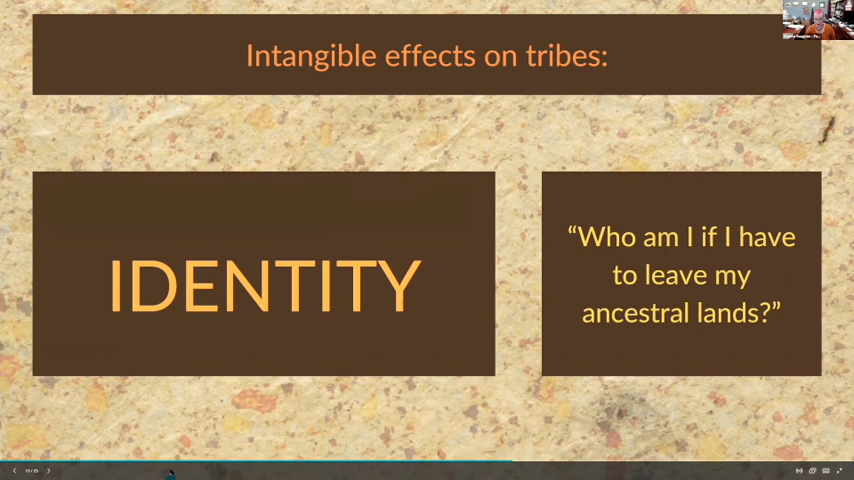 Intangible effects on tribes:
IDENTITY
“Who am I if I have
to leave my
ancestral lands?”